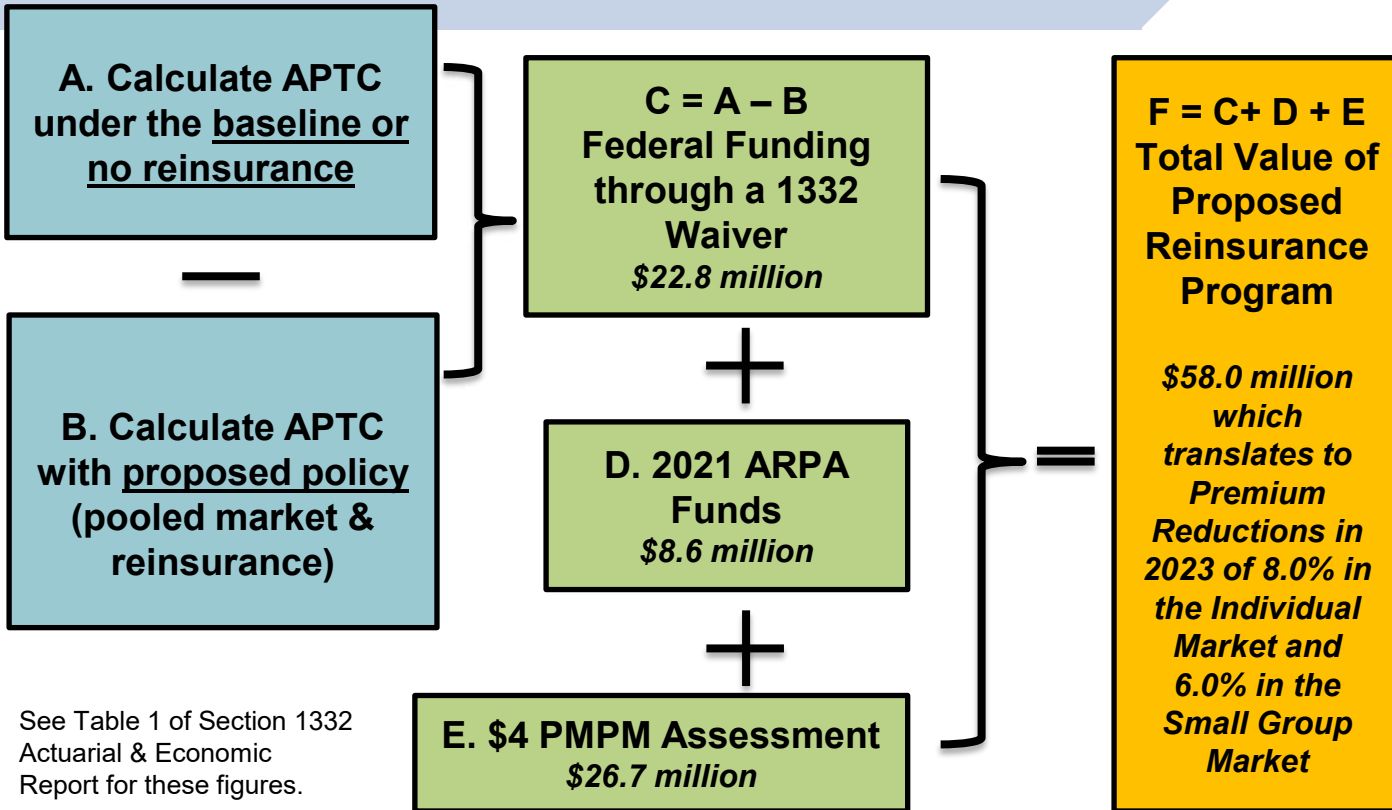 A. Calculate APTC
under the baseline or
no reinsurance
—
B. Calculate APTC
with proposed policy
(pooled market &
reinsurance)
C = A – B
Federal Funding
through a 1332
Waiver
$22.8 million
+
D. 2021 ARPA
Funds
$8.6 million
+
E. $4 PMPM Assessment
$26.7 million
=
F = C+ D + E
Total Value of
Proposed
Reinsurance
Program
$58.0 million
which
translates to
Premium
Reductions in
2023 of 8.0% in
the Individual
Market and
6.0% in the
Small Group
Market
See Table 1 of Section 1332
Actuarial & Economic
Report for these figures.